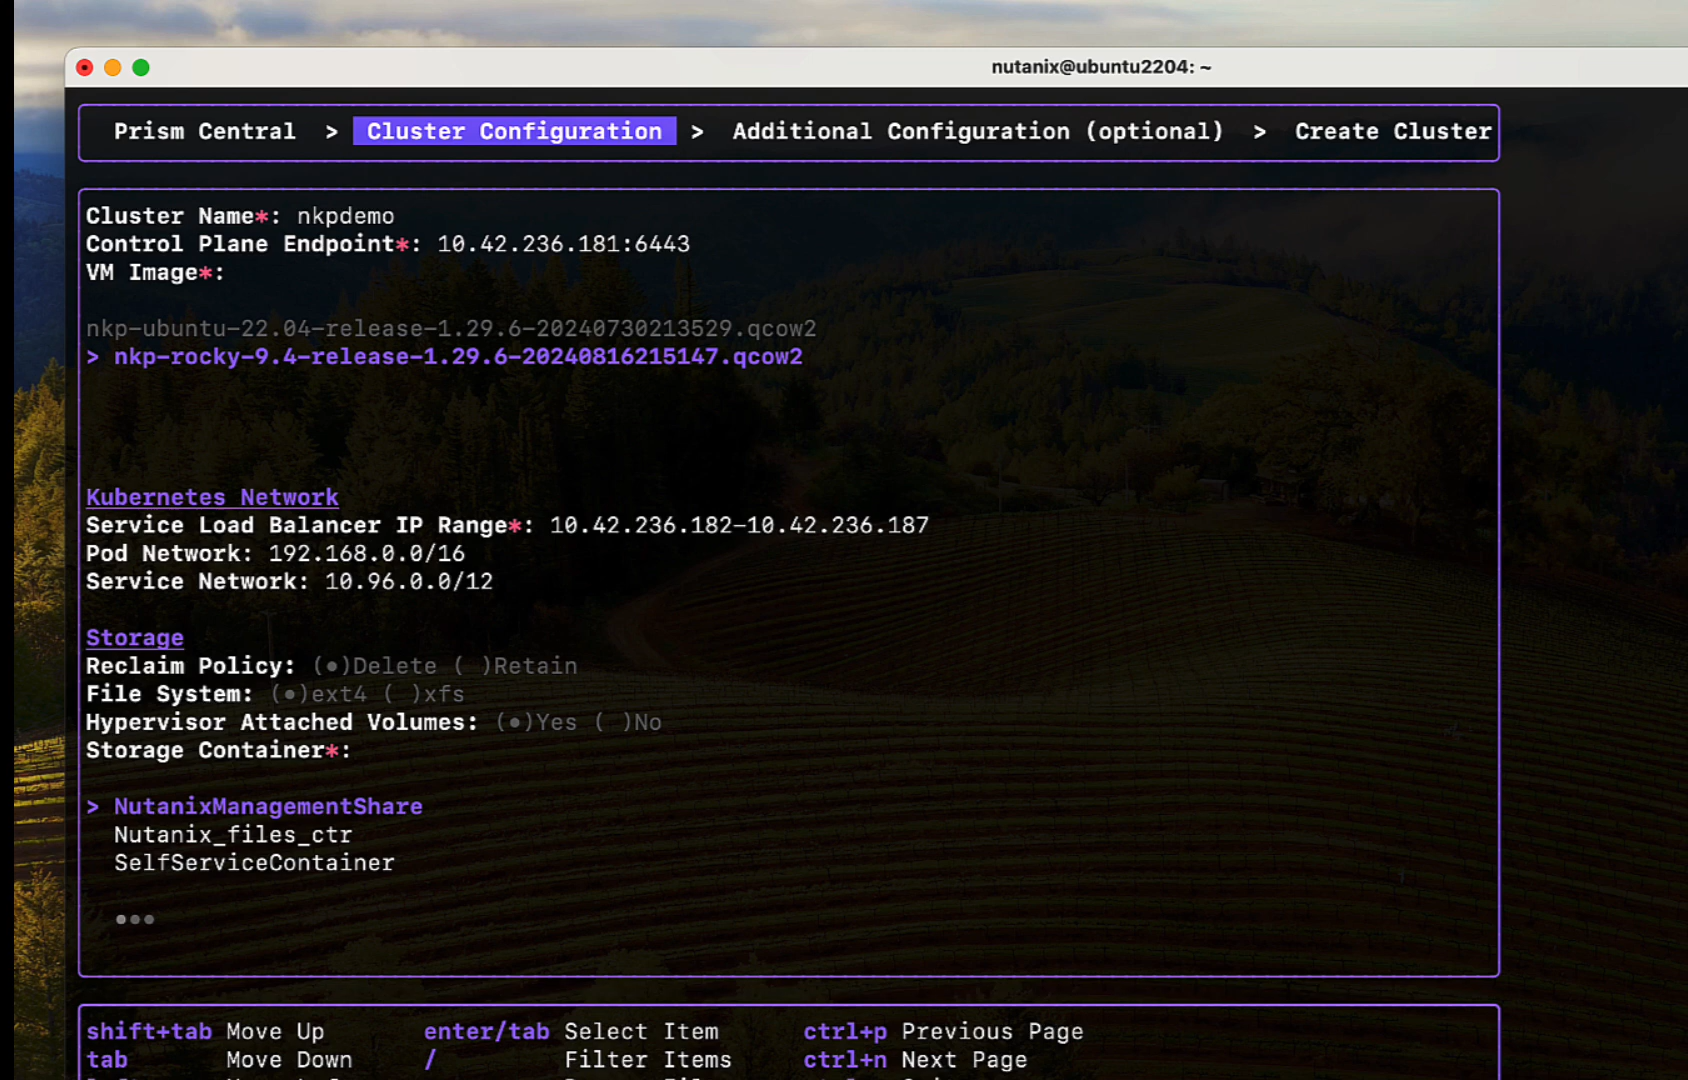 nutanix@ubuntu2204: ~
Prism Central > Cluster Configuration > Additional Configuration (optional) > Create Cluster
Cluster Name*: nkpdemo
Control Plane Endpoint*: 10.42.236.181:6443
VM Image*:
nkp-ubuntu-22.04-release-1.29.6-20240730213529.qcow2
> nkp-rocky-9.4-release-1.29.6-20240816215147.qcow2
Kubernetes Network
Service Load Balancer IP Range*: 10.42.236.182-10.42.236.187
Pod Network: 192.168.0.0/16
Service Network: 10.96.0.0/12
Storage
Reclaim Policy: (•)Delete ( )Retain
File System: (•)ext4 ( )xfs
Hypervisor Attached Volumes: (•)Yes ( )No
Storage Container*:
> NutanixManagementShare
Nutanix_files_ctr
SelfServiceContainer
•••
shift+tab Move Up enter/tab Select Item ctrl+p Previous Page
tab Move Down / Filter Items ctrl+n Next Page